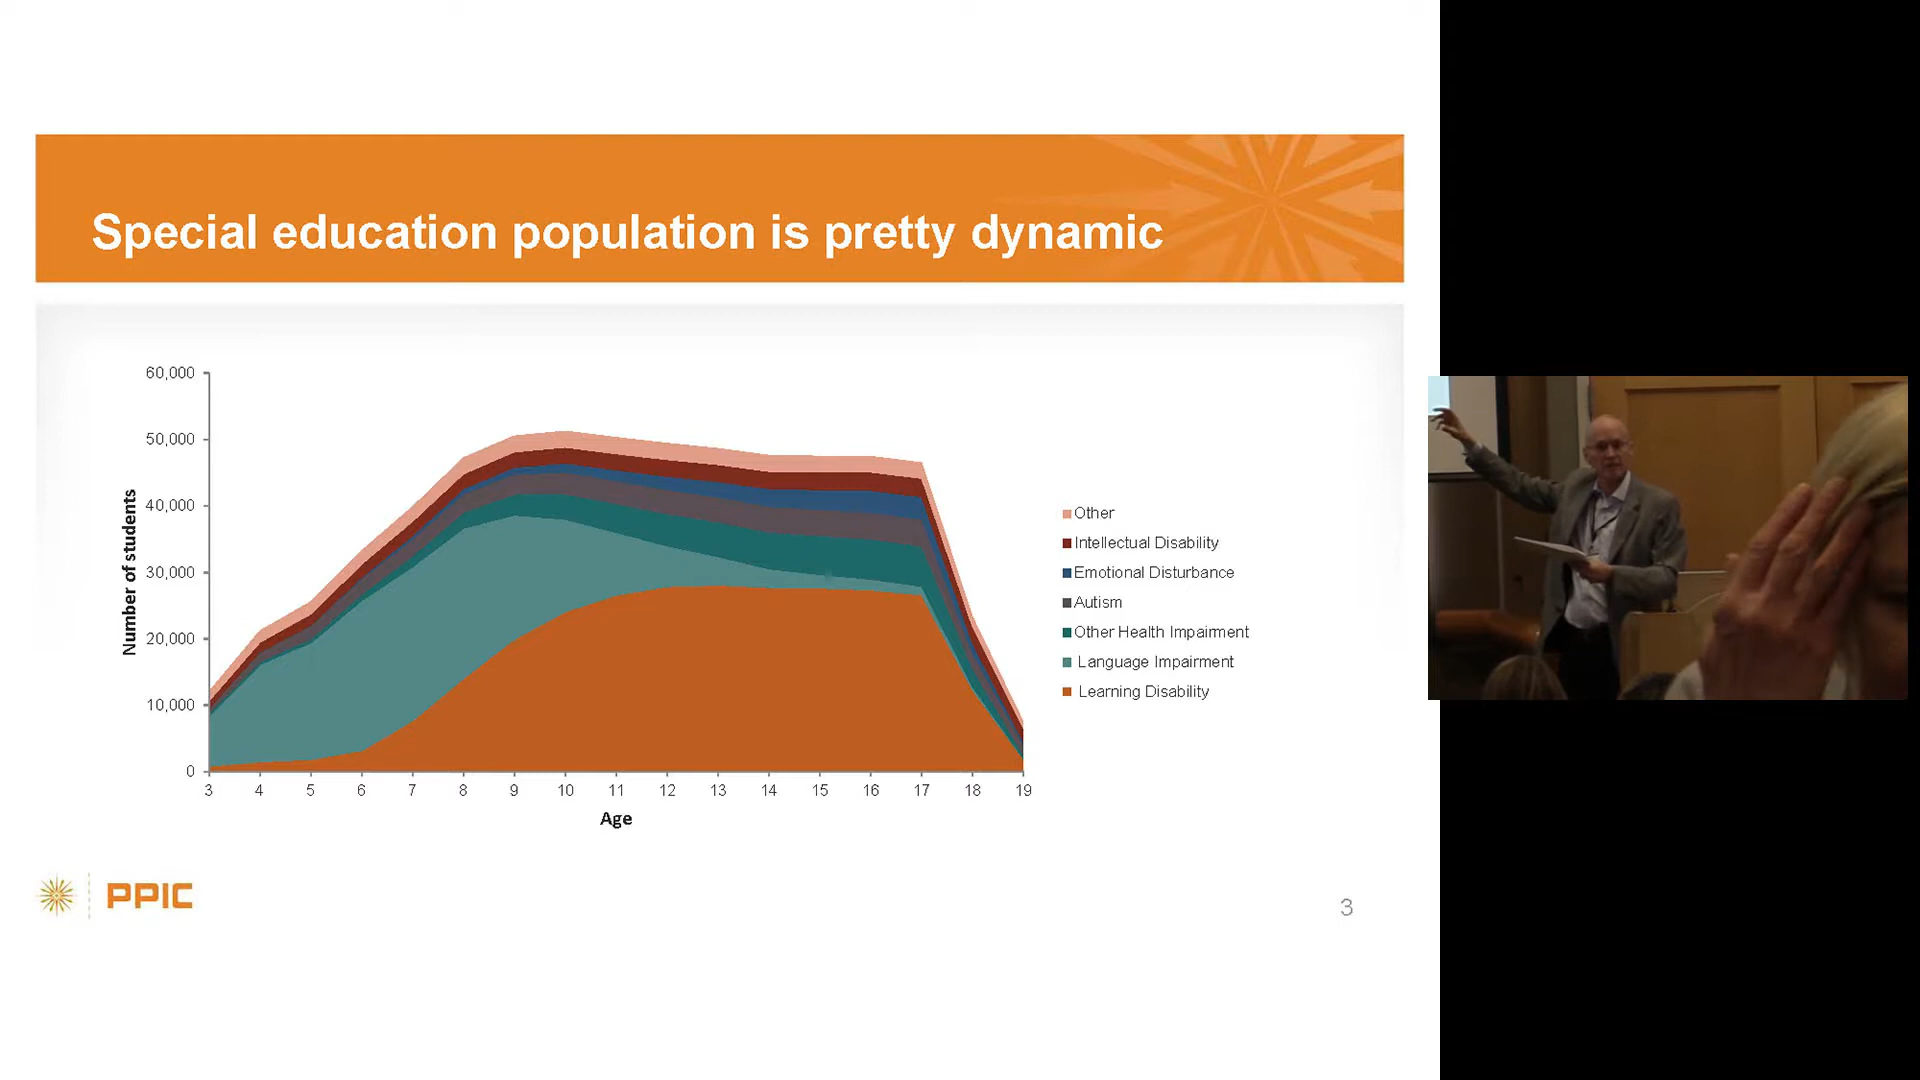 Special education population is pretty dynamic
60,000
50,000
40,000
30,000
20,000
10,000
0
Number of students
3 4 5 6 7 8 9 10 11 12 13 14 15 16 17 18 19
Age
Other
Intellectual Disability
Emotional Disturbance
Autism
Other Health Impairment
Language Impairment
Learning Disability
PPIC
3